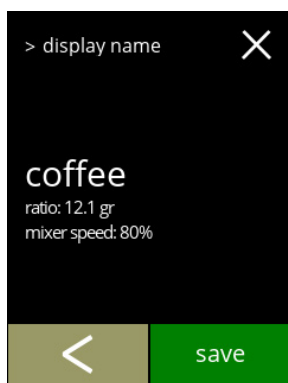 > display name
coffee
ratio: 12.1 gr
mixer speed: 80%
save